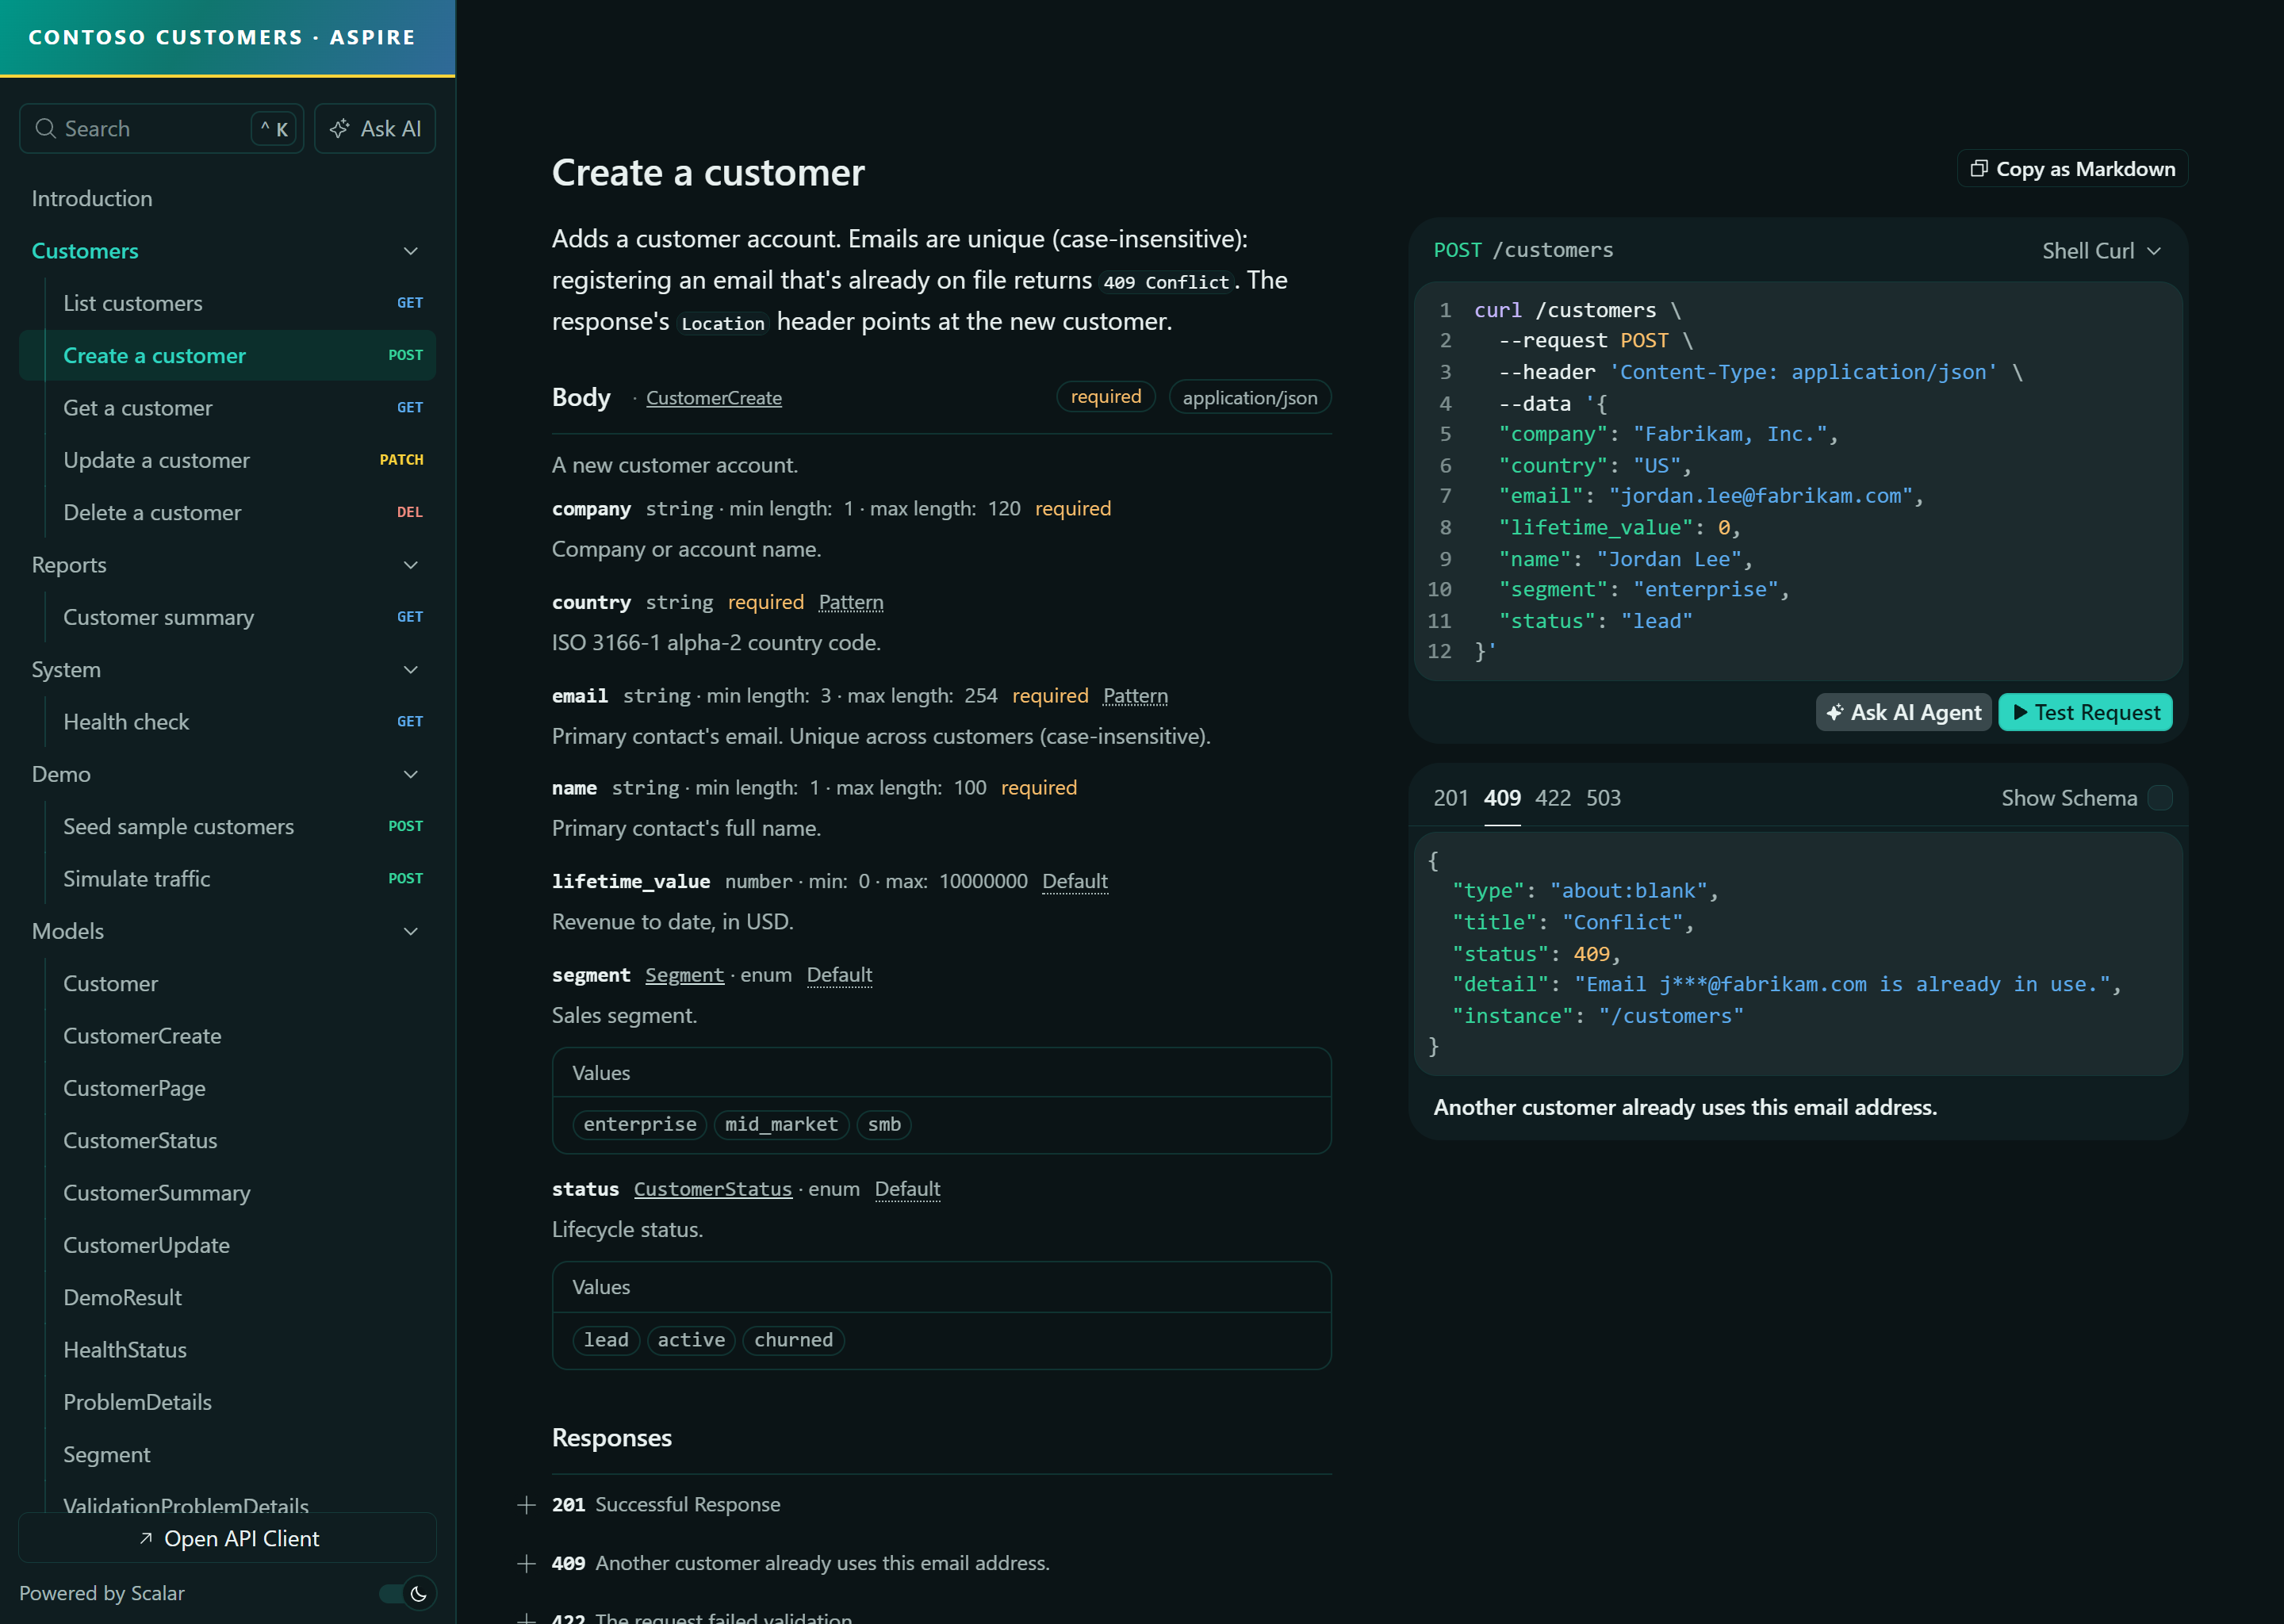 CONTOSO CUSTOMERS · ASPIRE
Search
^ K
Ask AI
Introduction
Customers
List customers GET
Create a customer POST
Get a customer GET
Update a customer PATCH
Delete a customer DEL
Reports
Customer summary GET
System
Health check GET
Demo
Seed sample customers POST
Simulate traffic POST
Models
Customer
CustomerCreate
CustomerPage
CustomerStatus
CustomerSummary
CustomerUpdate
DemoResult
HealthStatus
ProblemDetails
Segment
ValidationProblemDetails
Open API Client
Powered by Scalar
Create a customer
Adds a customer account. Emails are unique (case-insensitive):
registering an email that's already on file returns 409 Conflict. The
response's Location header points at the new customer.
Body · CustomerCreate required application/json
A new customer account.
company string · min length: 1 · max length: 120 required
Company or account name.
country string required Pattern
ISO 3166-1 alpha-2 country code.
email string · min length: 3 · max length: 254 required Pattern
Primary contact's email. Unique across customers (case-insensitive).
name string · min length: 1 · max length: 100 required
Primary contact's full name.
lifetime_value number · min: 0 · max: 10000000 Default
Revenue to date, in USD.
segment Segment · enum Default
Sales segment.
Values
enterprise mid_market smb
status CustomerStatus · enum Default
Lifecycle status.
Values
lead active churned
Responses
201 Successful Response
409 Another customer already uses this email address.
422 The request failed validation
Copy as Markdown
POST /customers Shell Curl
1 curl /customers \
2 --request POST \
3 --header 'Content-Type: application/json' \
4 --data '{
5 "company": "Fabrikam, Inc.",
6 "country": "US",
7 "email": "jordan.lee@fabrikam.com",
8 "lifetime_value": 0,
9 "name": "Jordan Lee",
10 "segment": "enterprise",
11 "status": "lead"
12 }'
Ask AI Agent Test Request
201 409 422 503 Show Schema
{
"type": "about:blank",
"title": "Conflict",
"status": 409,
"detail": "Email j***@fabrikam.com is already in use.",
"instance": "/customers"
}
Another customer already uses this email address.